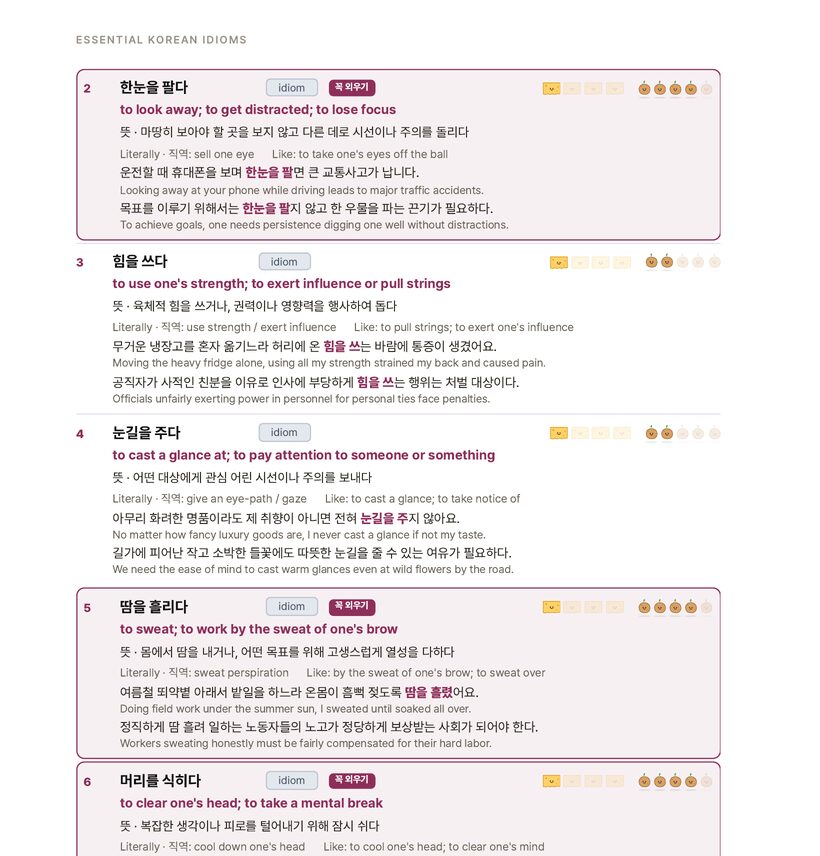 ESSENTIAL KOREAN IDIOMS
2 한눈을 팔다 idiom 꼭 외우기
to look away; to get distracted; to lose focus
뜻 · 마땅히 보아야 할 곳을 보지 않고 다른 데로 시선이나 주의를 돌리다
Literally · 직역: sell one eye Like: to take one's eyes off the ball
운전할 때 휴대폰을 보며 한눈을 팔면 큰 교통사고가 납니다.
Looking away at your phone while driving leads to major traffic accidents.
목표를 이루기 위해서는 한눈을 팔지 않고 한 우물을 파는 끈기가 필요하다.
To achieve goals, one needs persistence digging one well without distractions.
3 힘을 쓰다 idiom
to use one's strength; to exert influence or pull strings
뜻 · 육체적 힘을 쓰거나, 권력이나 영향력을 행사하여 돕다
Literally · 직역: use strength / exert influence Like: to pull strings; to exert one's influence
무거운 냉장고를 혼자 옮기느라 허리에 온 힘을 쓰는 바람에 통증이 생겼어요.
Moving the heavy fridge alone, using all my strength strained my back and caused pain.
공직자가 사적인 친분을 이유로 인사에 부당하게 힘을 쓰는 행위는 처벌 대상이다.
Officials unfairly exerting power in personnel for personal ties face penalties.
4 눈길을 주다 idiom
to cast a glance at; to pay attention to someone or something
뜻 · 어떤 대상에게 관심 어린 시선이나 주의를 보내다
Literally · 직역: give an eye-path / gaze Like: to cast a glance; to take notice of
아무리 화려한 명품이라도 제 취향이 아니면 전혀 눈길을 주지 않아요.
No matter how fancy luxury goods are, I never cast a glance if not my taste.
길가에 피어난 작고 소박한 들꽃에도 따뜻한 눈길을 줄 수 있는 여유가 필요하다.
We need the ease of mind to cast warm glances even at wild flowers by the road.
5 땀을 흘리다 idiom 꼭 외우기
to sweat; to work by the sweat of one's brow
뜻 · 몸에서 땀을 내거나, 어떤 목표를 위해 고생스럽게 열성을 다하다
Literally · 직역: sweat perspiration Like: by the sweat of one's brow; to sweat over
여름철 뙤약볕 아래서 밭일을 하느라 온몸이 흠뻑 젖도록 땀을 흘렸어요.
Doing field work under the summer sun, I sweated until soaked all over.
정직하게 땀 흘려 일하는 노동자들의 노고가 정당하게 보상받는 사회가 되어야 한다.
Workers sweating honestly must be fairly compensated for their hard labor.
6 머리를 식히다 idiom 꼭 외우기
to clear one's head; to take a mental break
뜻 · 복잡한 생각이나 피로를 털어내기 위해 잠시 쉬다
Literally · 직역: cool down one's head Like: to cool one's head; to clear one's mind